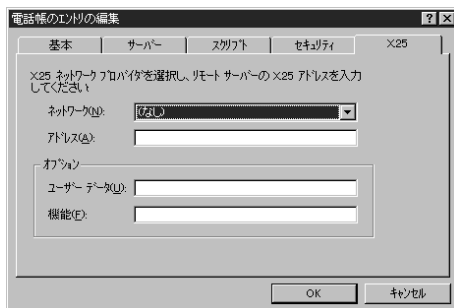 電話帳のエントリの編集
基本 サーバー スクリプト セキュリティ X25
X25 ネットワーク プロバイダを選択し、リモート サーバーの X25 アドレスを入力
してください
ネットワーク(N): (なし)
アドレス(A):
オプション
ユーザー データ(U):
機能(F):
OK キャンセル